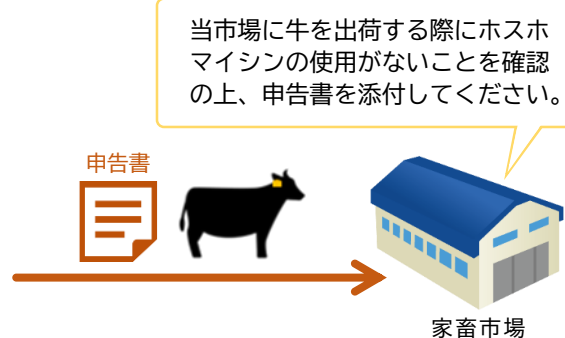 当市場に牛を出荷する際にホスホ
マイシンの使用がないことを確認
の上、申告書を添付してください。
申告書
家畜市場